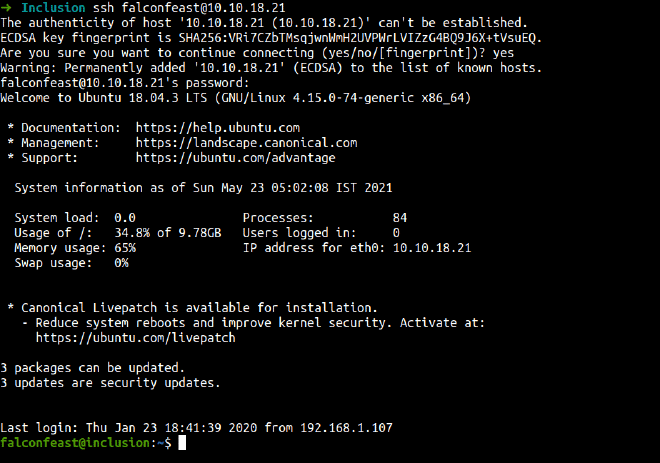 → Inclusion ssh falconfeast@10.10.18.21
The authenticity of host '10.10.18.21 (10.10.18.21)' can't be established.
ECDSA key fingerprint is SHA256:VRi7CZbTMsqjwnWmH2UVPWrLVIZzG4BQ9J6X+tVsuEQ.
Are you sure you want to continue connecting (yes/no/[fingerprint])? yes
Warning: Permanently added '10.10.18.21' (ECDSA) to the list of known hosts.
falconfeast@10.10.18.21's password:
Welcome to Ubuntu 18.04.3 LTS (GNU/Linux 4.15.0-74-generic x86_64)
* Documentation: https://help.ubuntu.com
* Management: https://landscape.canonical.com
* Support: https://ubuntu.com/advantage
System information as of Sun May 23 05:02:08 IST 2021
System load: 0.0 Processes: 84
Usage of /: 34.8% of 9.78GB Users logged in: 0
Memory usage: 65% IP address for eth0: 10.10.18.21
Swap usage: 0%
* Canonical Livepatch is available for installation.
- Reduce system reboots and improve kernel security. Activate at:
https://ubuntu.com/livepatch
3 packages can be updated.
3 updates are security updates.
Last login: Thu Jan 23 18:41:39 2020 from 192.168.1.107
falconfeast@inclusion:~$